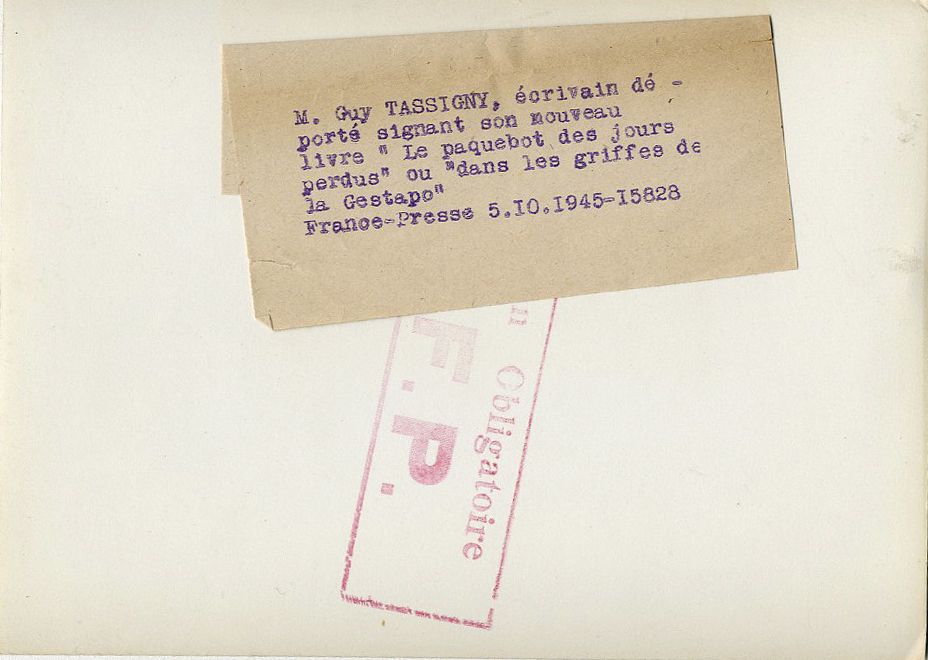 M. Guy TASSIGNY, écrivain dé -
porté signant son nouveau
livre " Le paquebot des jours
perdus" ou "dans les griffes de
la Gestapo"
France-Presse 5.IO.I945-I5828
n Obligatoire
F.P.